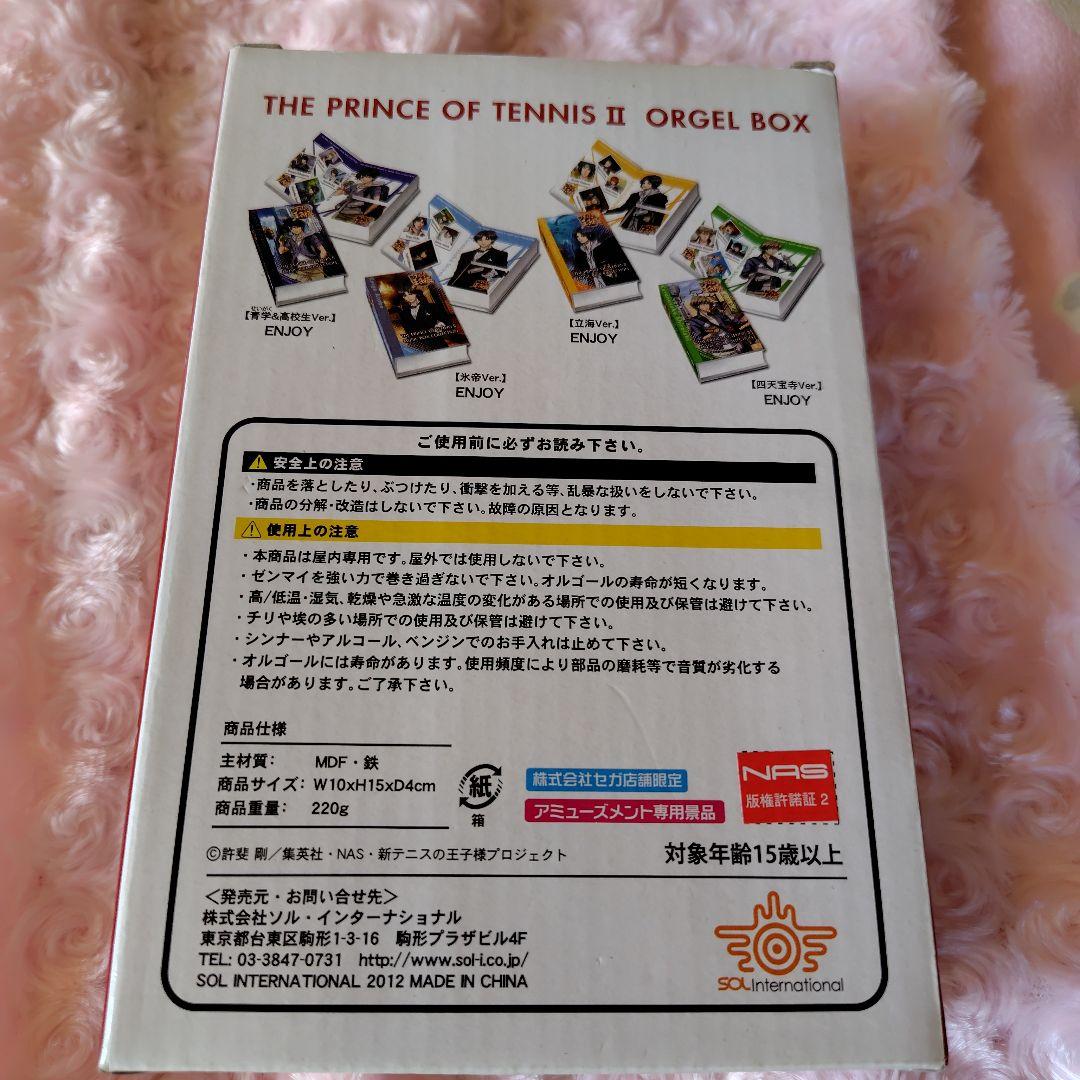 THE PRINCE OF TENNIS II ORGEL BOX
せいがく
【青学&高校生Ver.】
ENJOY
【氷帝Ver.】
ENJOY
【立海Ver.】
ENJOY
【四天宝寺Ver.】
ENJOY
ご使用前に必ずお読み下さい。
安全上の注意
・商品を落としたり、ぶつけたり、衝撃を加える等、乱暴な扱いをしないで下さい。
・商品の分解・改造はしないで下さい。故障の原因となります。
使用上の注意
・本商品は屋内専用です。屋外では使用しないで下さい。
・ゼンマイを強い力で巻き過ぎないで下さい。オルゴールの寿命が短くなります。
・高/低温・湿気、乾燥や急激な温度の変化がある場所での使用及び保管は避けて下さい。
・チリや埃の多い場所での使用及び保管は避けて下さい。
・シンナーやアルコール、ベンジンでのお手入れは止めて下さい。
・オルゴールには寿命があります。使用頻度により部品の磨耗等で音質が劣化する
場合があります。ご了承下さい。
商品仕様
主材質: MDF・鉄
商品サイズ: W10xH15xD4cm
商品重量: 220g
紙
箱
株式会社セガ店舗限定
アミューズメント専用景品
NAS
版権許諾証 2
©許斐 剛／集英社・NAS・新テニスの王子様プロジェクト
対象年齢15歳以上
＜発売元・お問い合せ先＞
株式会社ソル・インターナショナル
東京都台東区駒形1-3-16 駒形プラザビル4F
TEL: 03-3847-0731 http://www.sol-i.co.jp/
SOL INTERNATIONAL 2012 MADE IN CHINA
SOL International